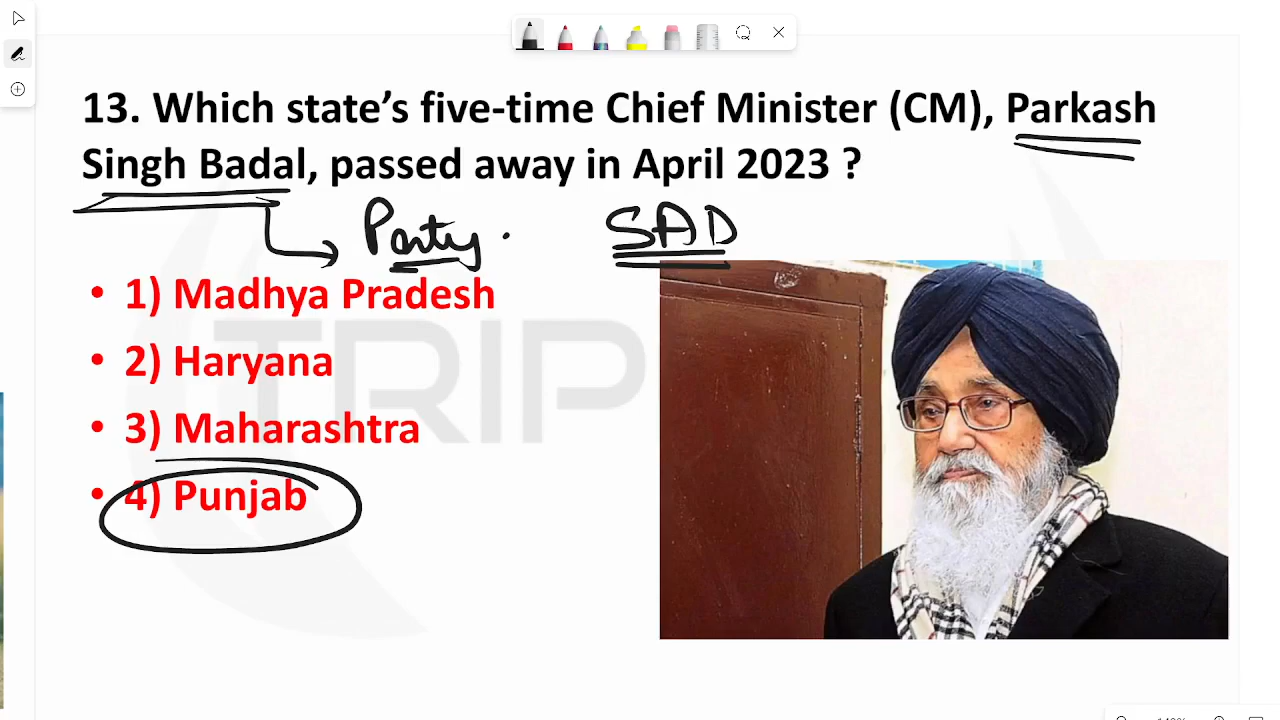 13. Which state’s five-time Chief Minister (CM), Parkash
Singh Badal, passed away in April 2023 ?
Party. SAD
• 1) Madhya Pradesh
• 2) Haryana
• 3) Maharashtra
• 4) Punjab
TRIP